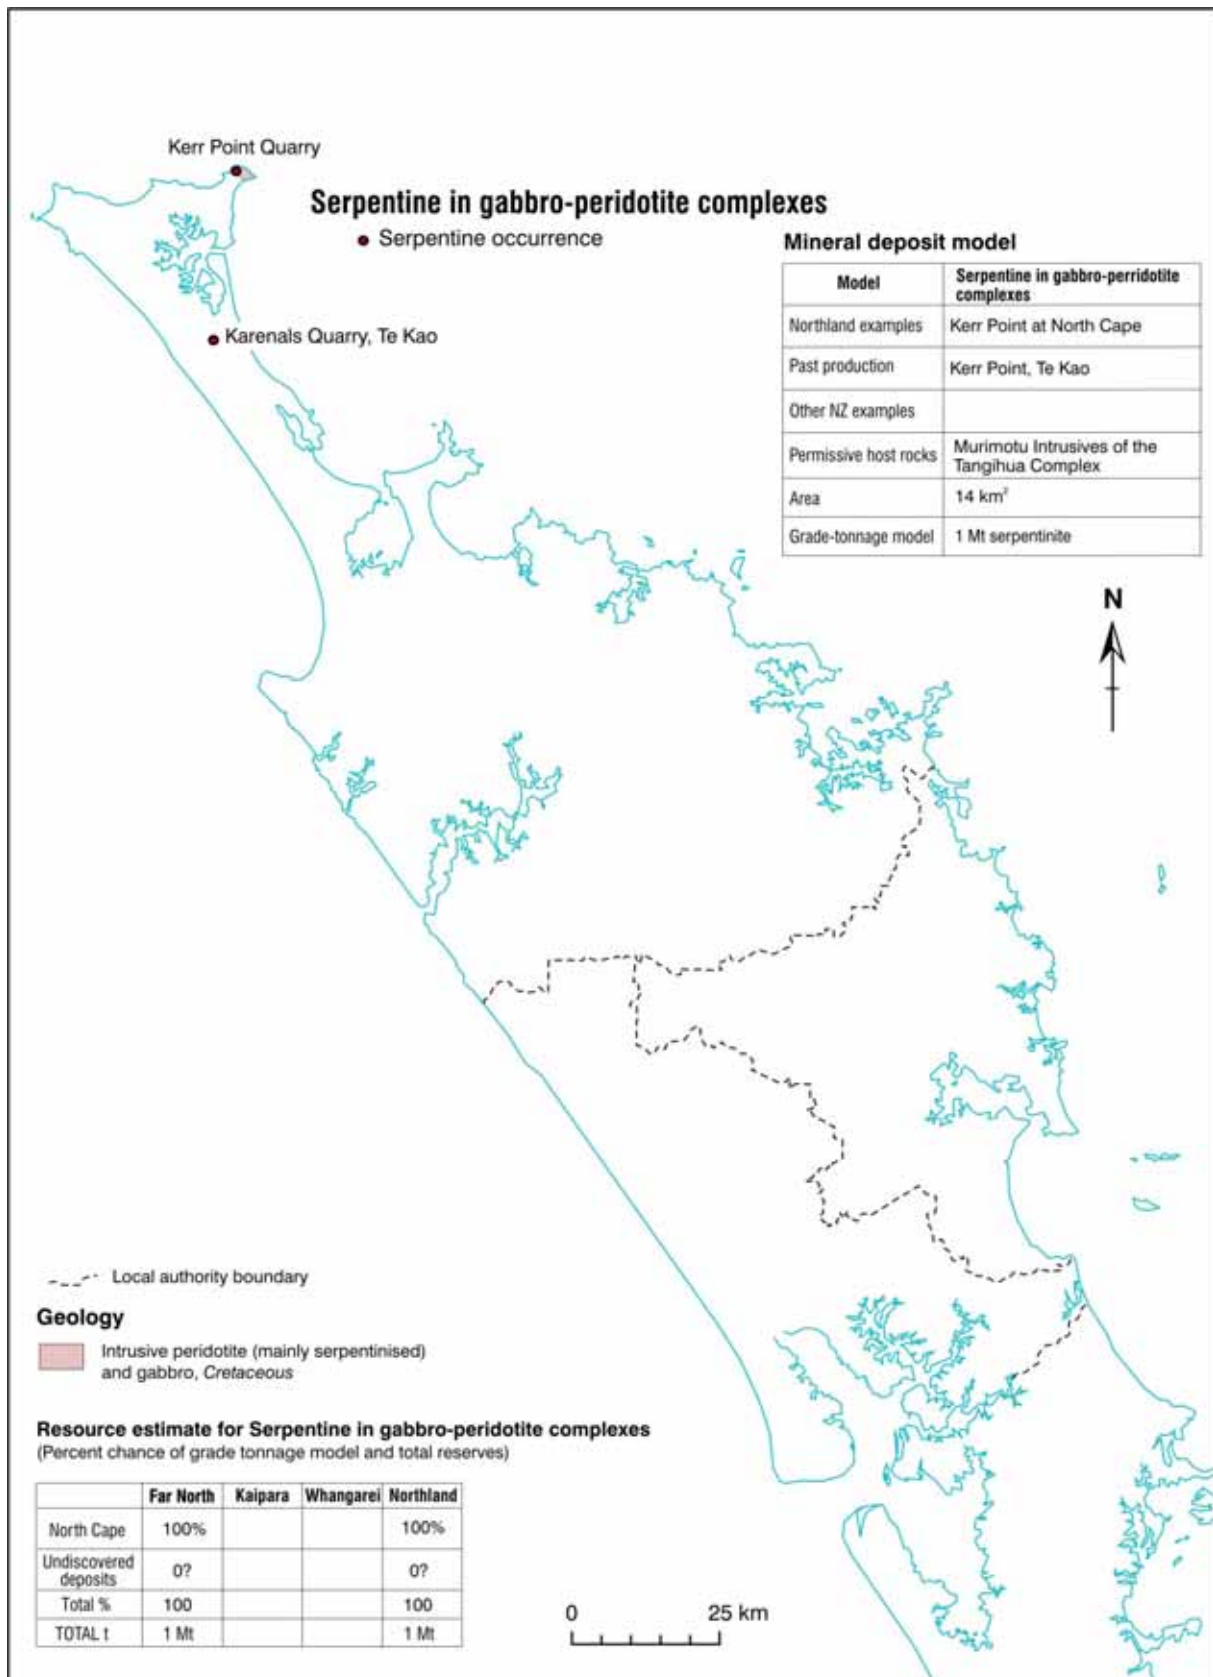 Kerr Point Quarry
Serpentine in gabbro-peridotite complexes
Serpentine occurrence
Karenals Quarry, Te Kao
Mineral deposit model
Model
Serpentine in gabbro-perridotite
complexes
Northland examples
Kerr Point at North Cape
Past production
Kerr Point, Te Kao
Other NZ examples
Permissive host rocks
Murimotu Intrusives of the
Tangihua Complex
Area
14 km²
Grade-tonnage model
1 Mt serpentinite
N
Local authority boundary
Geology
Intrusive peridotite (mainly serpentinised)
and gabbro, Cretaceous
Resource estimate for Serpentine in gabbro-peridotite complexes
(Percent chance of grade tonnage model and total reserves)
Far North Kaipara Whangarei Northland
North Cape 100% 100%
Undiscovered
deposits 0? 0?
Total % 100 100
TOTAL t 1 Mt 1 Mt
0 25 km